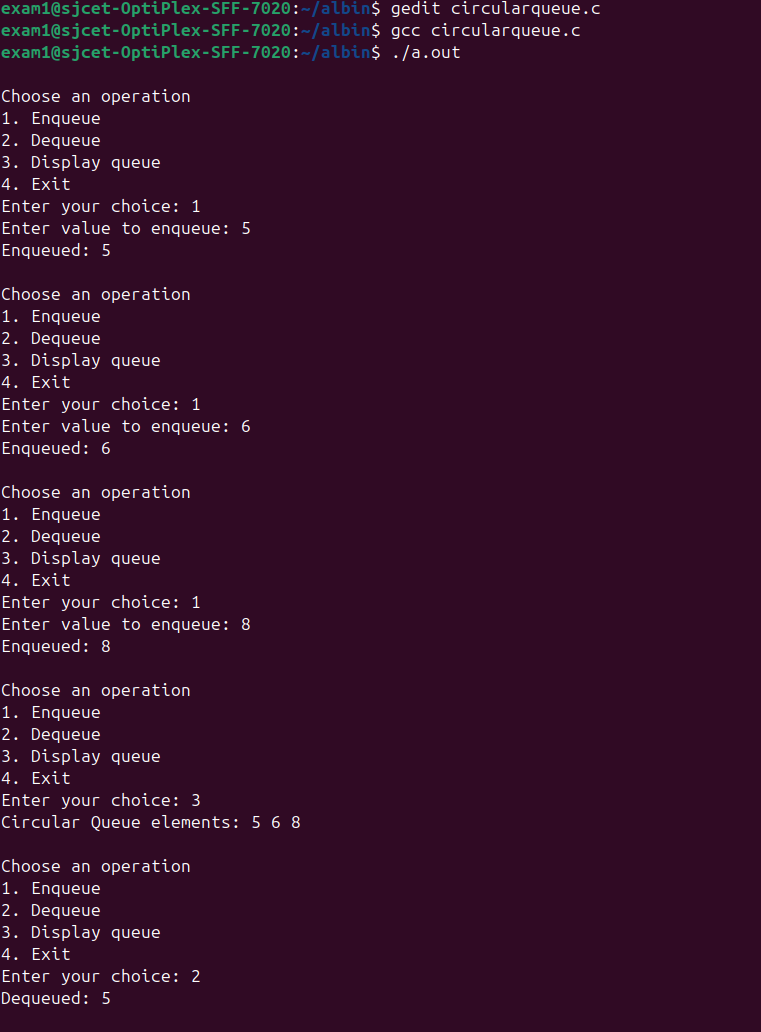 exam1@sjcet-OptiPlex-SFF-7020:~/albin$ gedit circularqueue.c
exam1@sjcet-OptiPlex-SFF-7020:~/albin$ gcc circularqueue.c
exam1@sjcet-OptiPlex-SFF-7020:~/albin$ ./a.out
Choose an operation
1. Enqueue
2. Dequeue
3. Display queue
4. Exit
Enter your choice: 1
Enter value to enqueue: 5
Enqueued: 5
Choose an operation
1. Enqueue
2. Dequeue
3. Display queue
4. Exit
Enter your choice: 1
Enter value to enqueue: 6
Enqueued: 6
Choose an operation
1. Enqueue
2. Dequeue
3. Display queue
4. Exit
Enter your choice: 1
Enter value to enqueue: 8
Enqueued: 8
Choose an operation
1. Enqueue
2. Dequeue
3. Display queue
4. Exit
Enter your choice: 3
Circular Queue elements: 5 6 8
Choose an operation
1. Enqueue
2. Dequeue
3. Display queue
4. Exit
Enter your choice: 2
Dequeued: 5